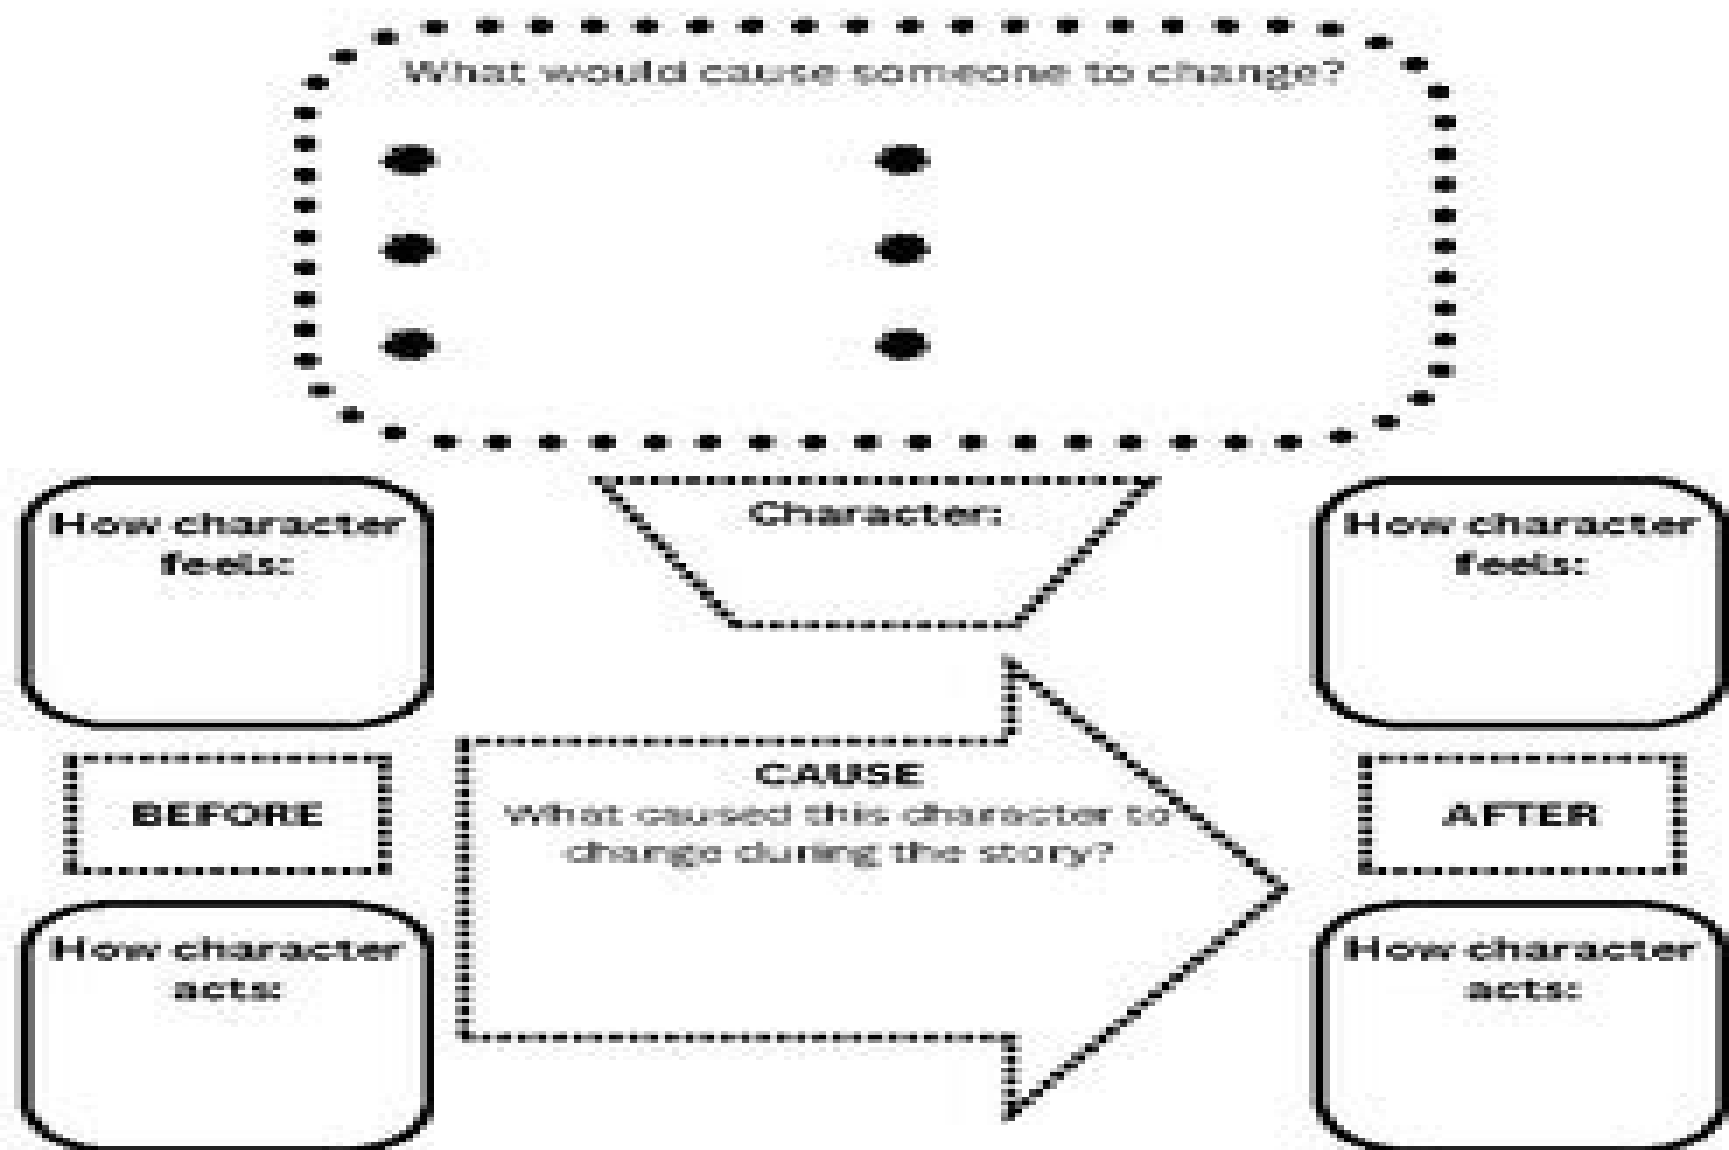 What would cause someone to change?
How character
feels:
Character:
How character
feels:
BEFORE
CAUSE
What caused this character to
change during the story?
AFTER
How character
acts:
How character
acts: